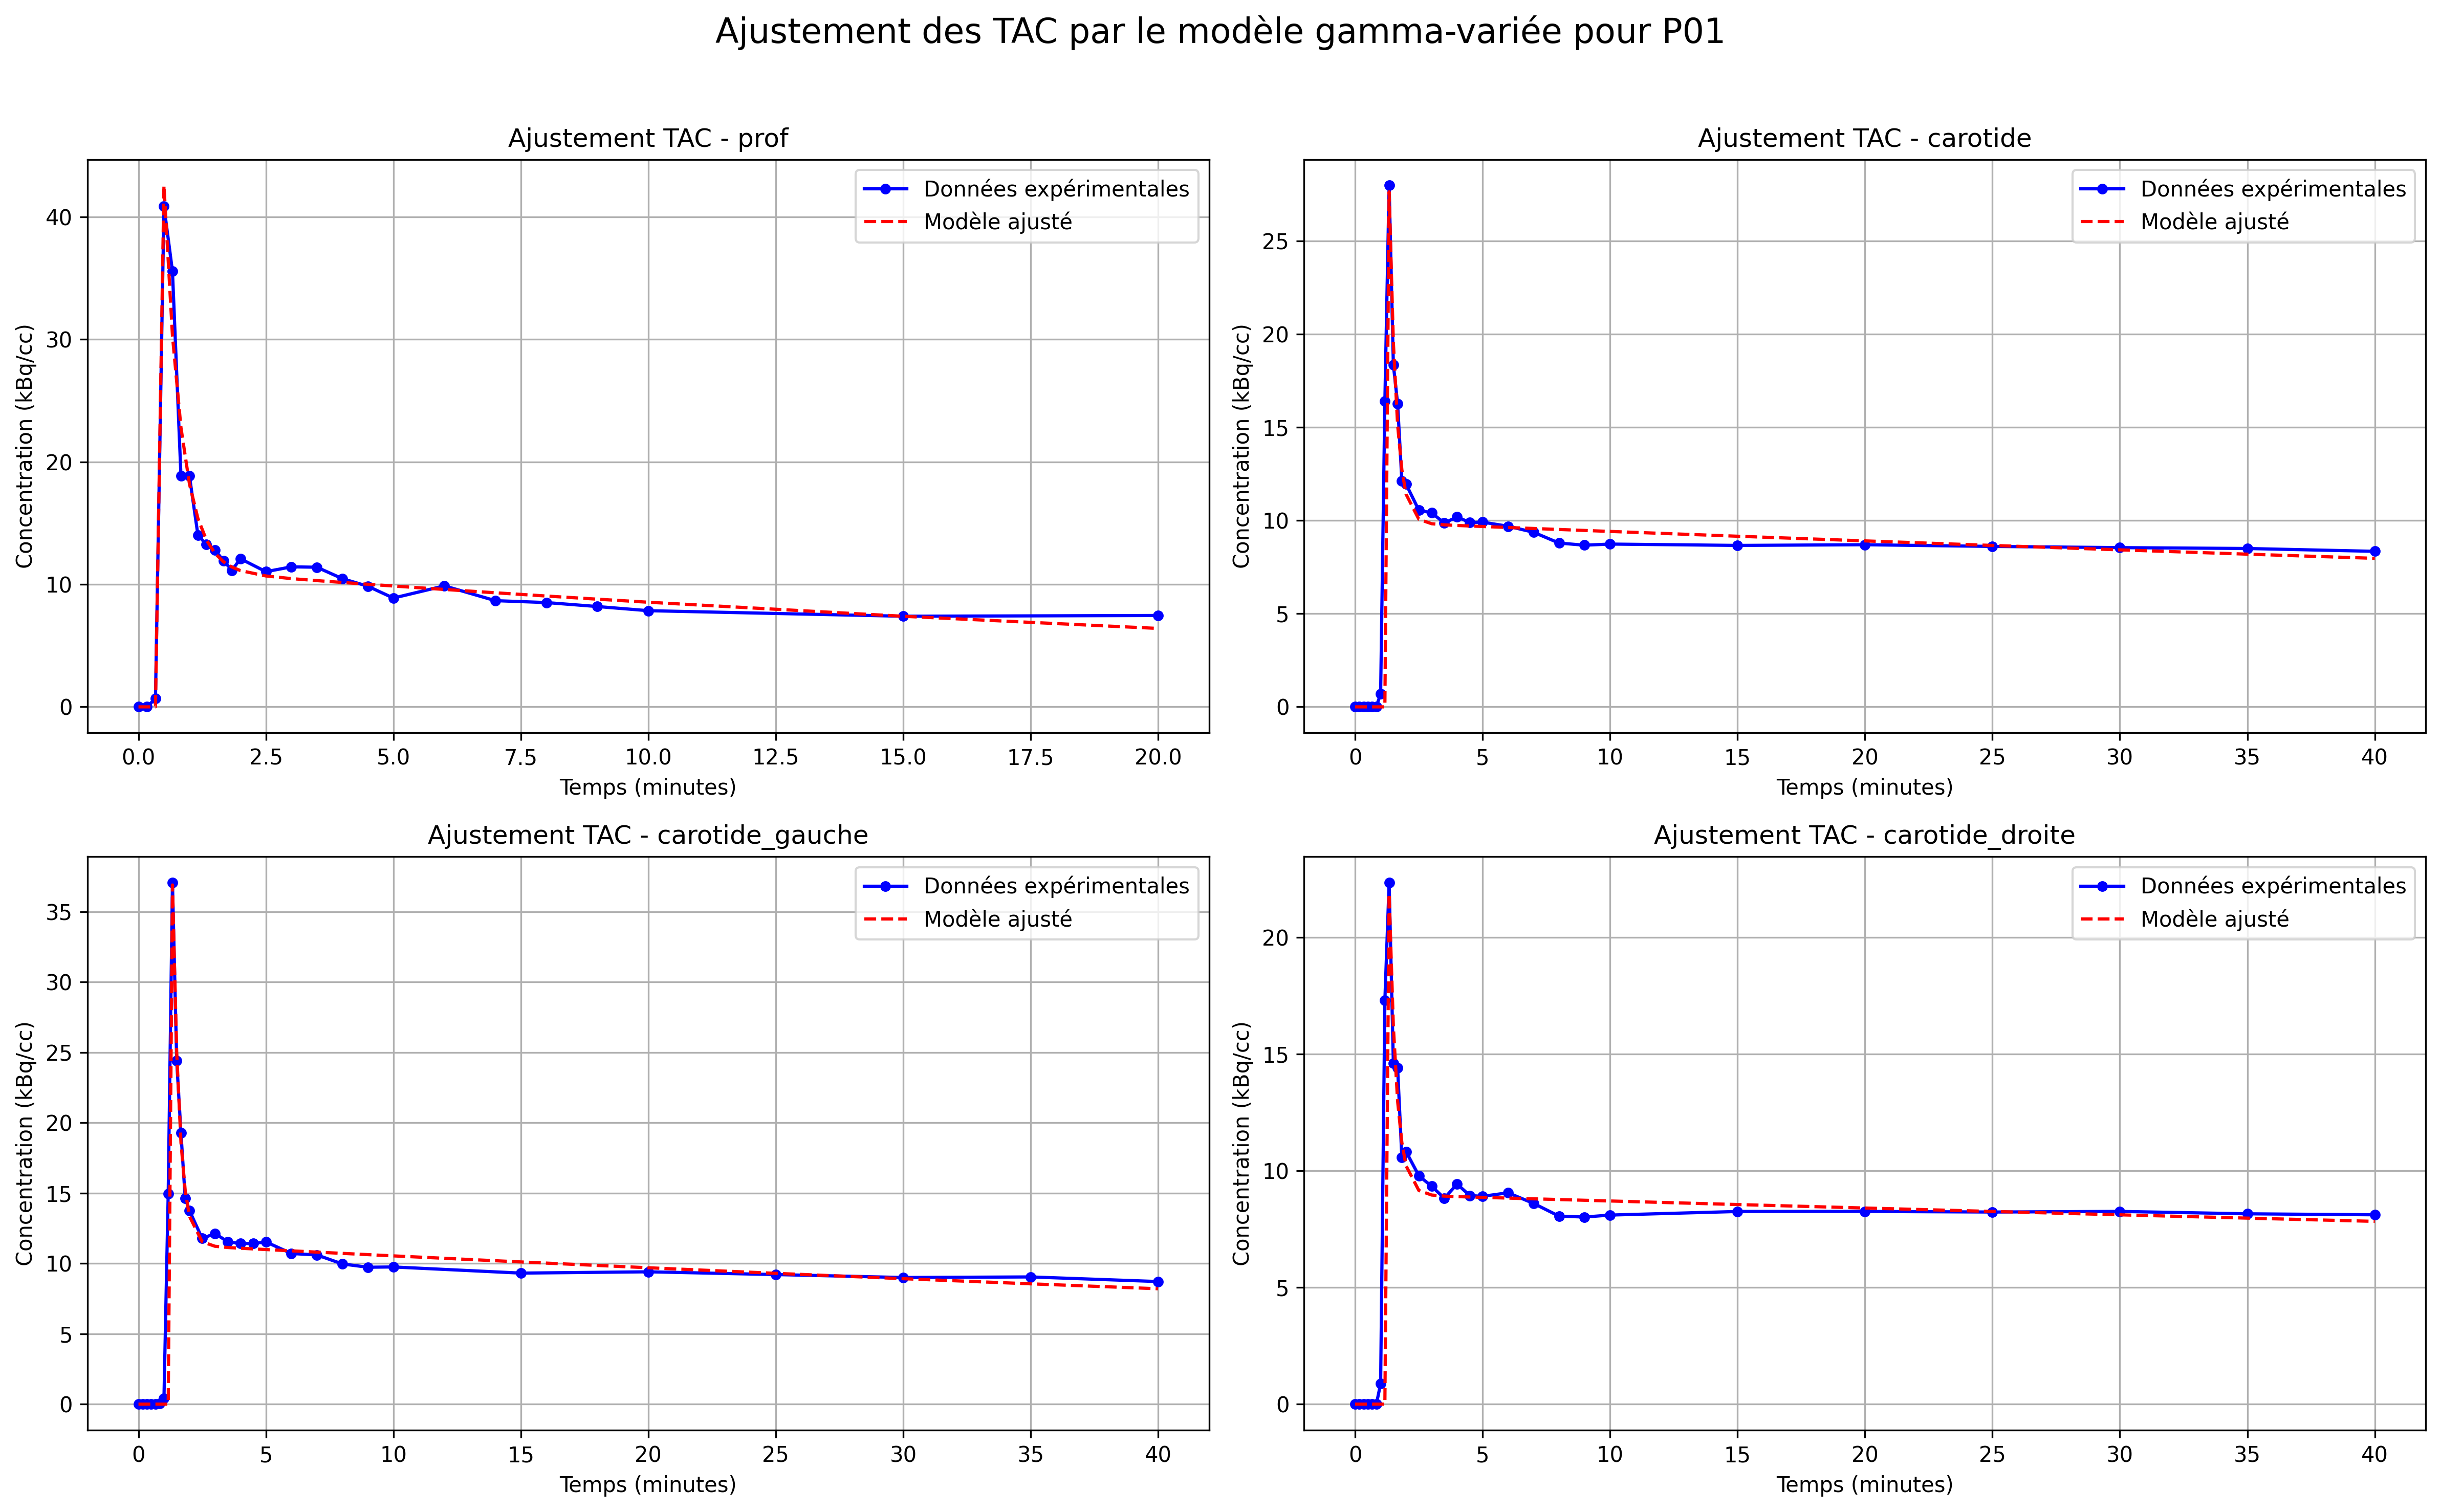 Ajustement des TAC par le modèle gamma-variée pour P01
Ajustement TAC - prof
Données expérimentales
Modèle ajusté
40
30
20
10
0
Concentration (kBq/cc)
0.0 2.5 5.0 7.5 10.0 12.5 15.0 17.5 20.0
Temps (minutes)
Ajustement TAC - carotide
Données expérimentales
Modèle ajusté
25
20
15
10
5
0
Concentration (kBq/cc)
0 5 10 15 20 25 30 35 40
Temps (minutes)
Ajustement TAC - carotide_gauche
Données expérimentales
Modèle ajusté
35
30
25
20
15
10
5
0
Concentration (kBq/cc)
0 5 10 15 20 25 30 35 40
Temps (minutes)
Ajustement TAC - carotide_droite
Données expérimentales
Modèle ajusté
20
15
10
5
0
Concentration (kBq/cc)
0 5 10 15 20 25 30 35 40
Temps (minutes)